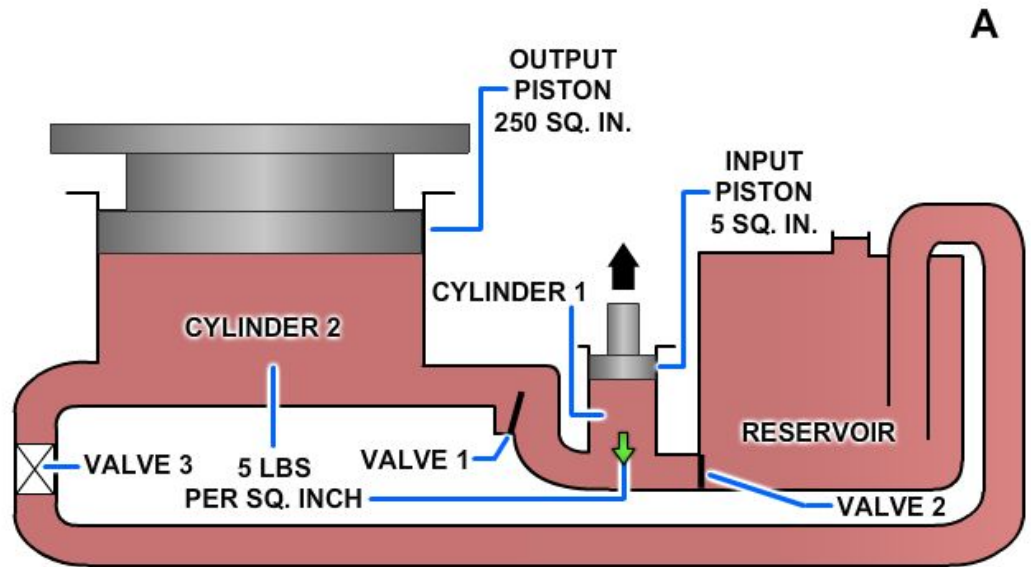 A
OUTPUT
PISTON
250 SQ. IN.
INPUT
PISTON
5 SQ. IN.
CYLINDER 1
CYLINDER 2
RESERVOIR
VALVE 3
5 LBS
PER SQ. INCH
VALVE 1
VALVE 2